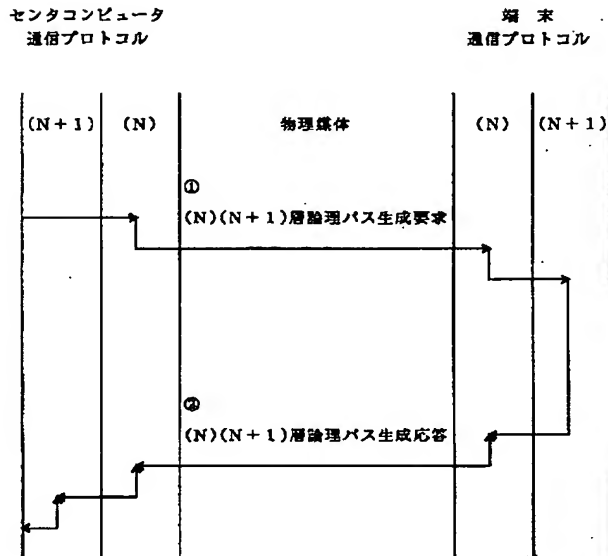 センタコンピュータ
通信プロトコル
端 末
通信プロトコル
(N+1)
(N)
物理媒体
(N)
(N+1)
①
(N)(N+1)層論理パス生成要求
②
(N)(N+1)層論理パス生成応答